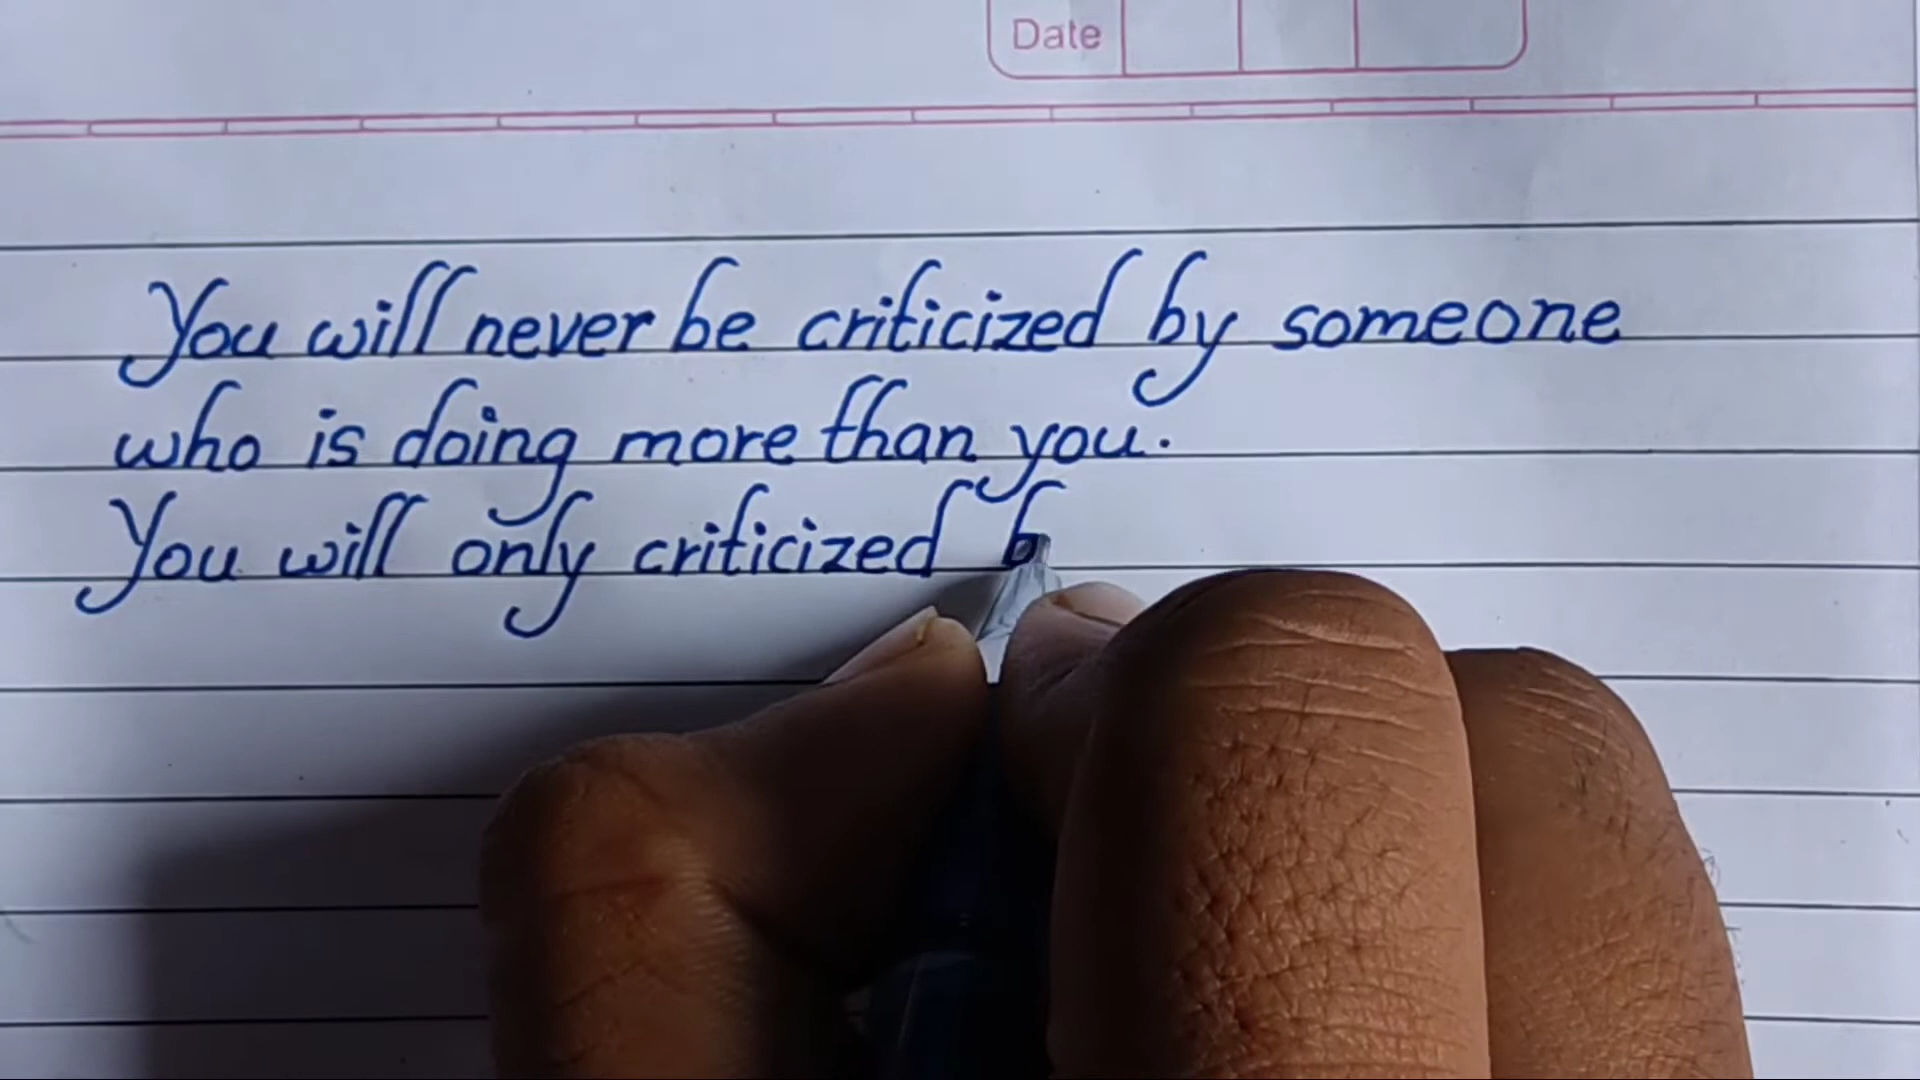 Date
You will never be criticized by someone
who is doing more than you.
You will only criticized b